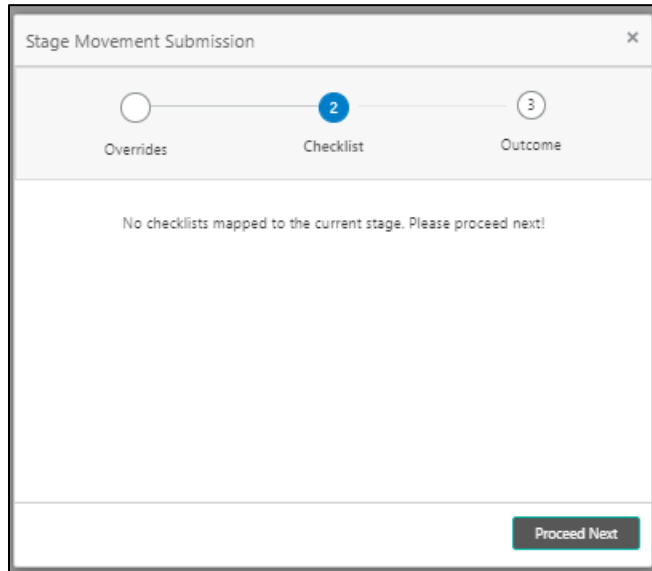 Stage Movement Submission
×
2
3
Overrides
Checklist
Outcome
No checklists mapped to the current stage. Please proceed next!
Proceed Next